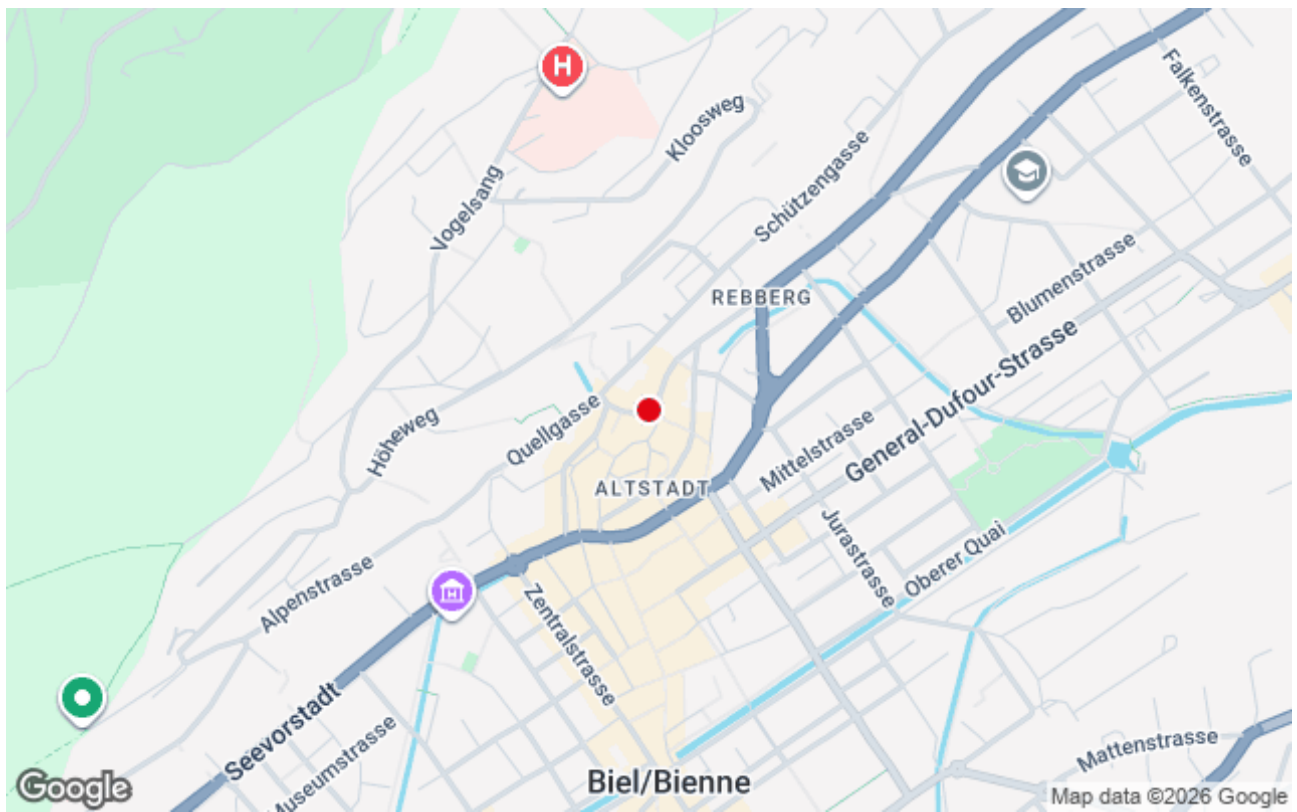 H
Falkenstrasse
Kloosweg
Schützengasse
Vogelsang
Blumenstrasse
REBBERG
General-Dufour-Strasse
Höheweg
Quellgasse
Mittelstrasse
ALTSTADT
Jurastrasse
Oberer Quai
Alpenstrasse
Zentralstrasse
Seevorstadt
Museumstrasse
Mattenstrasse
Biel/Bienne
Google
Map data ©2026 Google